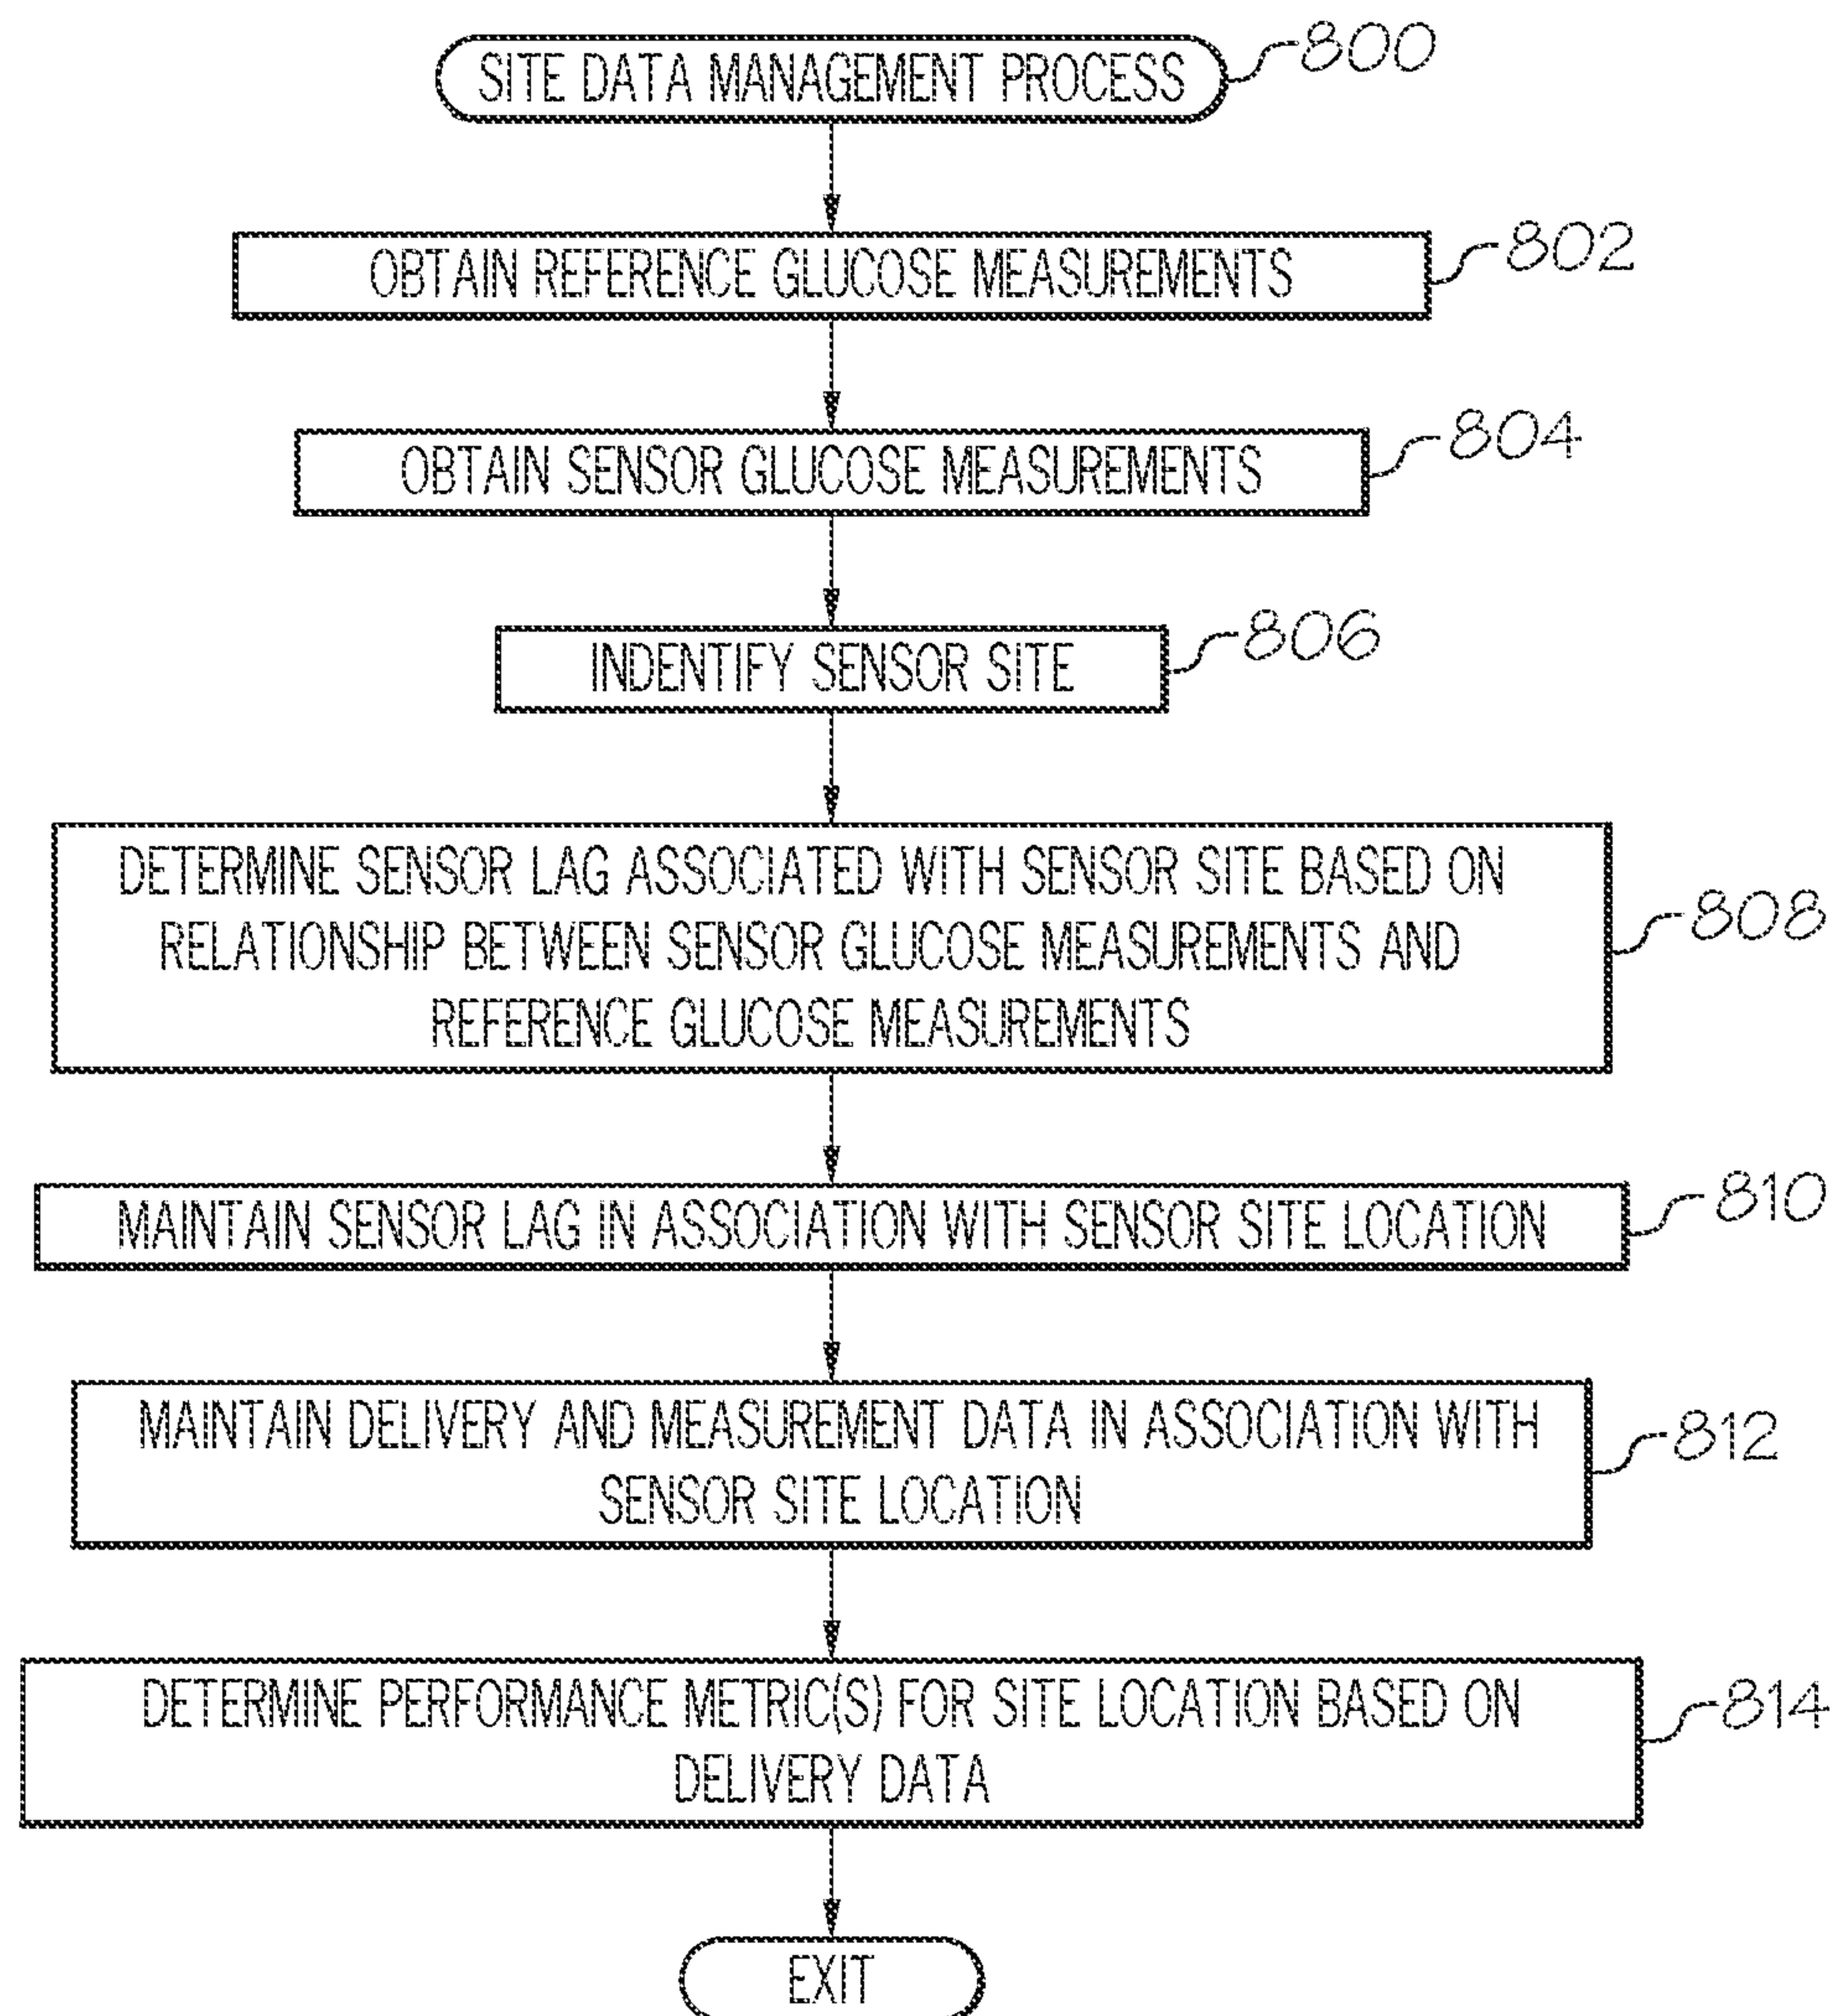 SITE DATA MANAGEMENT PROCESS
800
OBTAIN REFERENCE GLUCOSE MEASUREMENTS
802
OBTAIN SENSOR GLUCOSE MEASUREMENTS
804
INDENTIFY SENSOR SITE
806
DETERMINE SENSOR LAG ASSOCIATED WITH SENSOR SITE BASED ON
RELATIONSHIP BETWEEN SENSOR GLUCOSE MEASUREMENTS AND
REFERENCE GLUCOSE MEASUREMENTS
808
MAINTAIN SENSOR LAG IN ASSOCIATION WITH SENSOR SITE LOCATION
810
MAINTAIN DELIVERY AND MEASUREMENT DATA IN ASSOCIATION WITH
SENSOR SITE LOCATION
812
DETERMINE PERFORMANCE METRIC(S) FOR SITE LOCATION BASED ON
DELIVERY DATA
814
EXIT